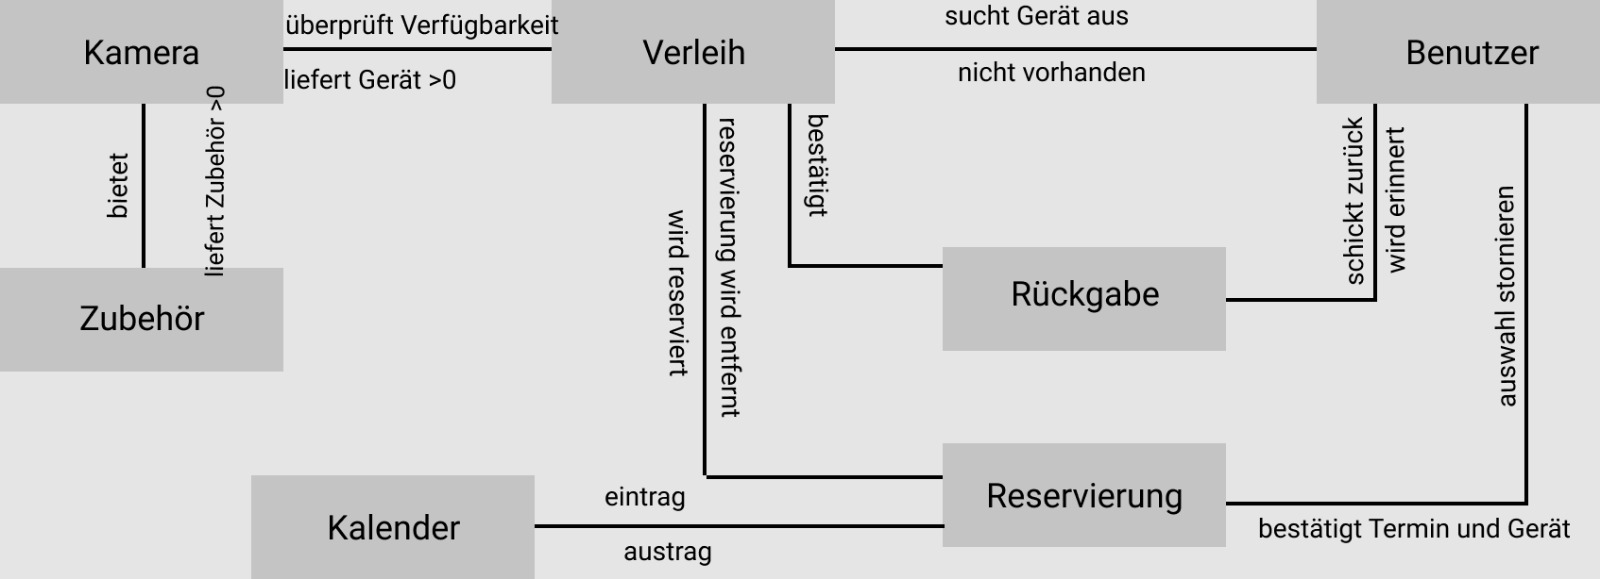 sucht Gerät aus
überprüft Verfügbarkeit
Kamera
Verleih
Benutzer
liefert Gerät >0
nicht vorhanden
bietet
liefert Zubehör >0
wird reserviert
reservierung wird entfernt
bestätigt
schickt zurück
wird erinnert
auswahl stornieren
Rückgabe
Zubehör
eintrag
Reservierung
Kalender
bestätigt Termin und Gerät
austrag